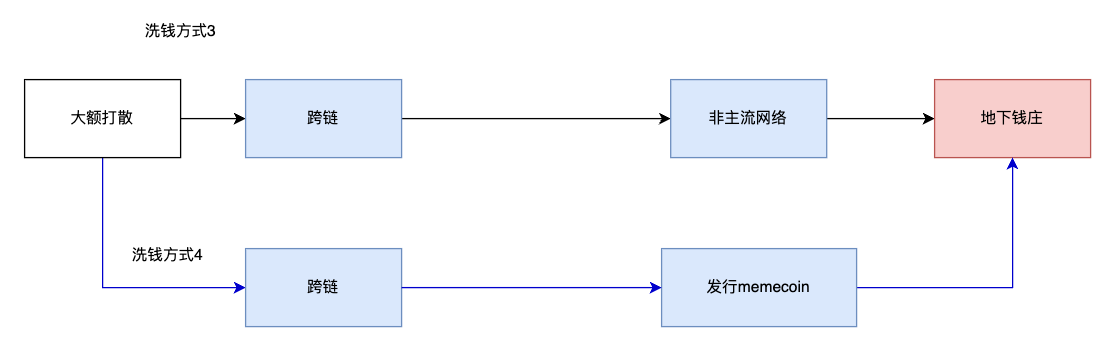 洗钱方式3
大额打散
跨链
非主流网络
地下钱庄
洗钱方式4
跨链
发行memecoin